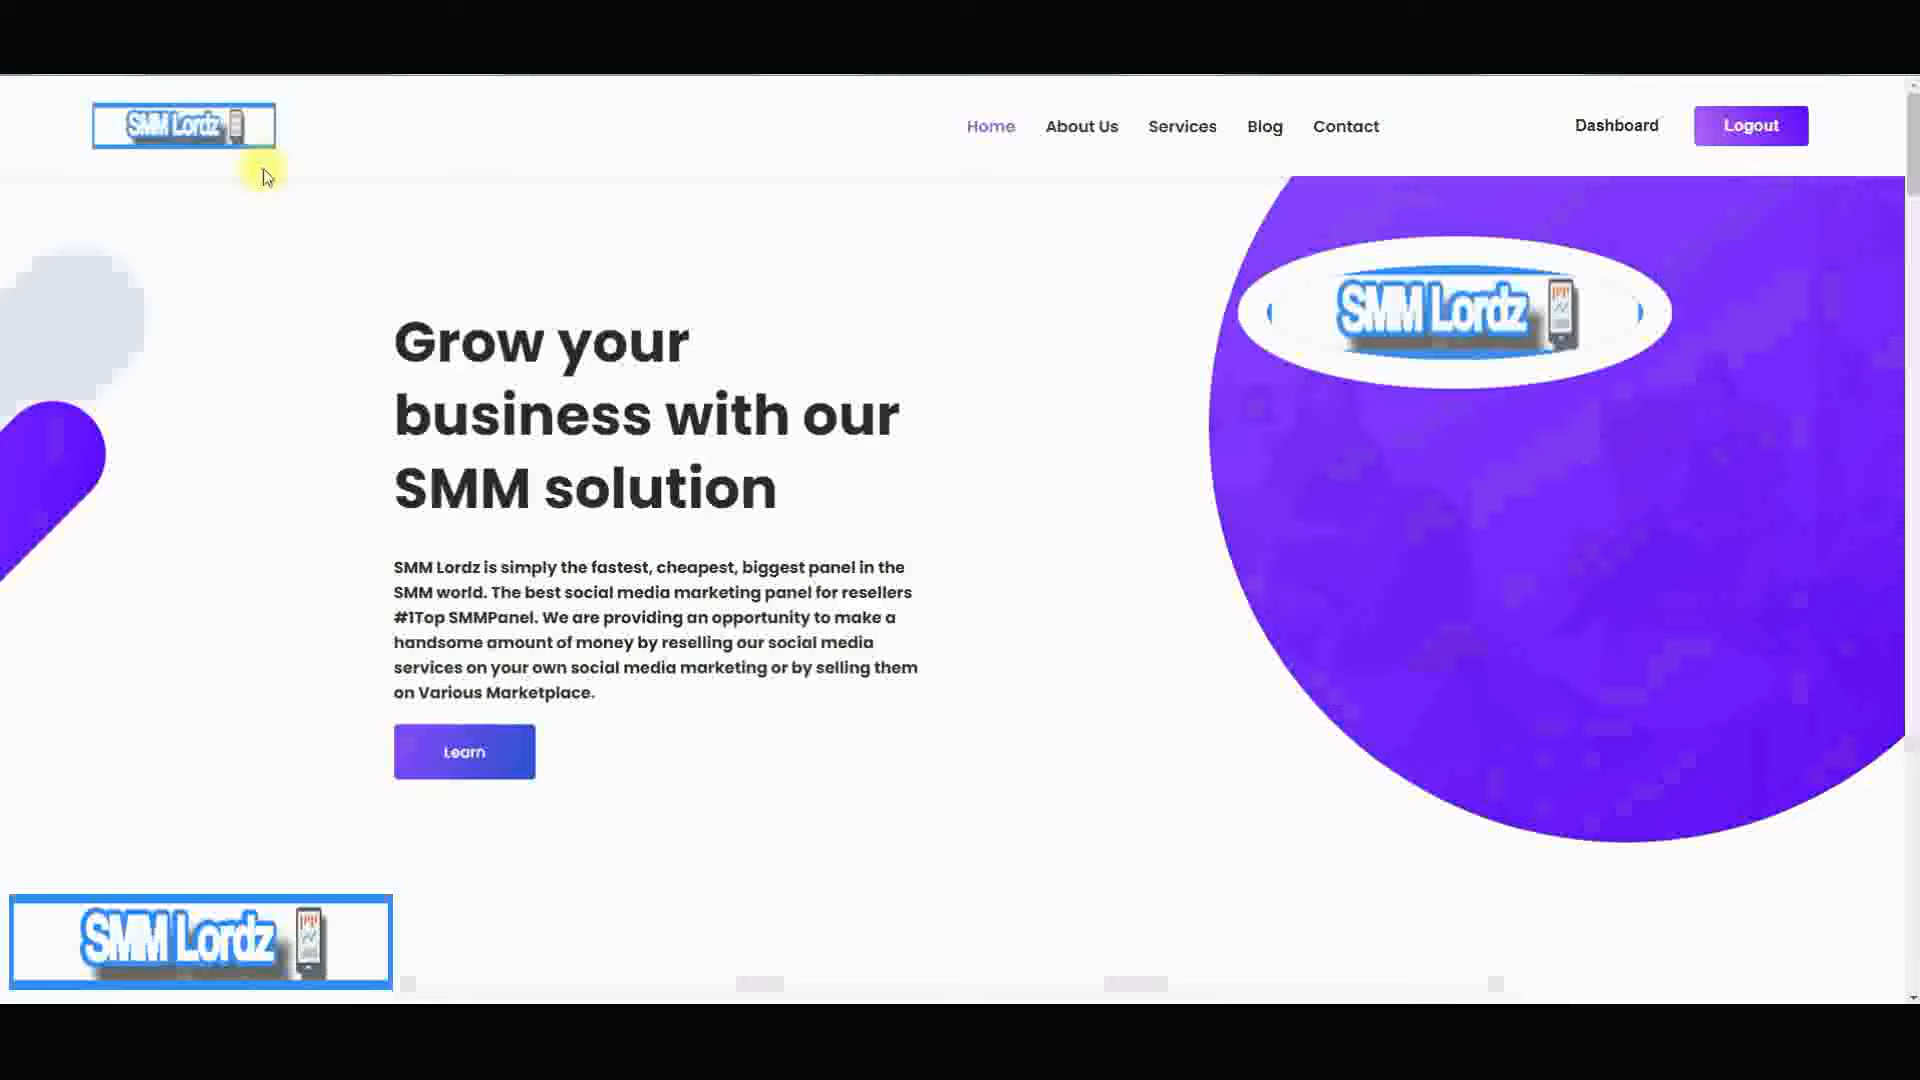 SMM Lordz
Home About Us Services Blog Contact Dashboard Logout
SMM Lordz
Grow your
business with our
SMM solution
SMM Lordz is simply the fastest, cheapest, biggest panel in the
SMM world. The best social media marketing panel for resellers
#1Top SMMPanel. We are providing an opportunity to make a
handsome amount of money by reselling our social media
services on your own social media marketing or by selling them
on Various Marketplace.
Learn
SMM Lordz